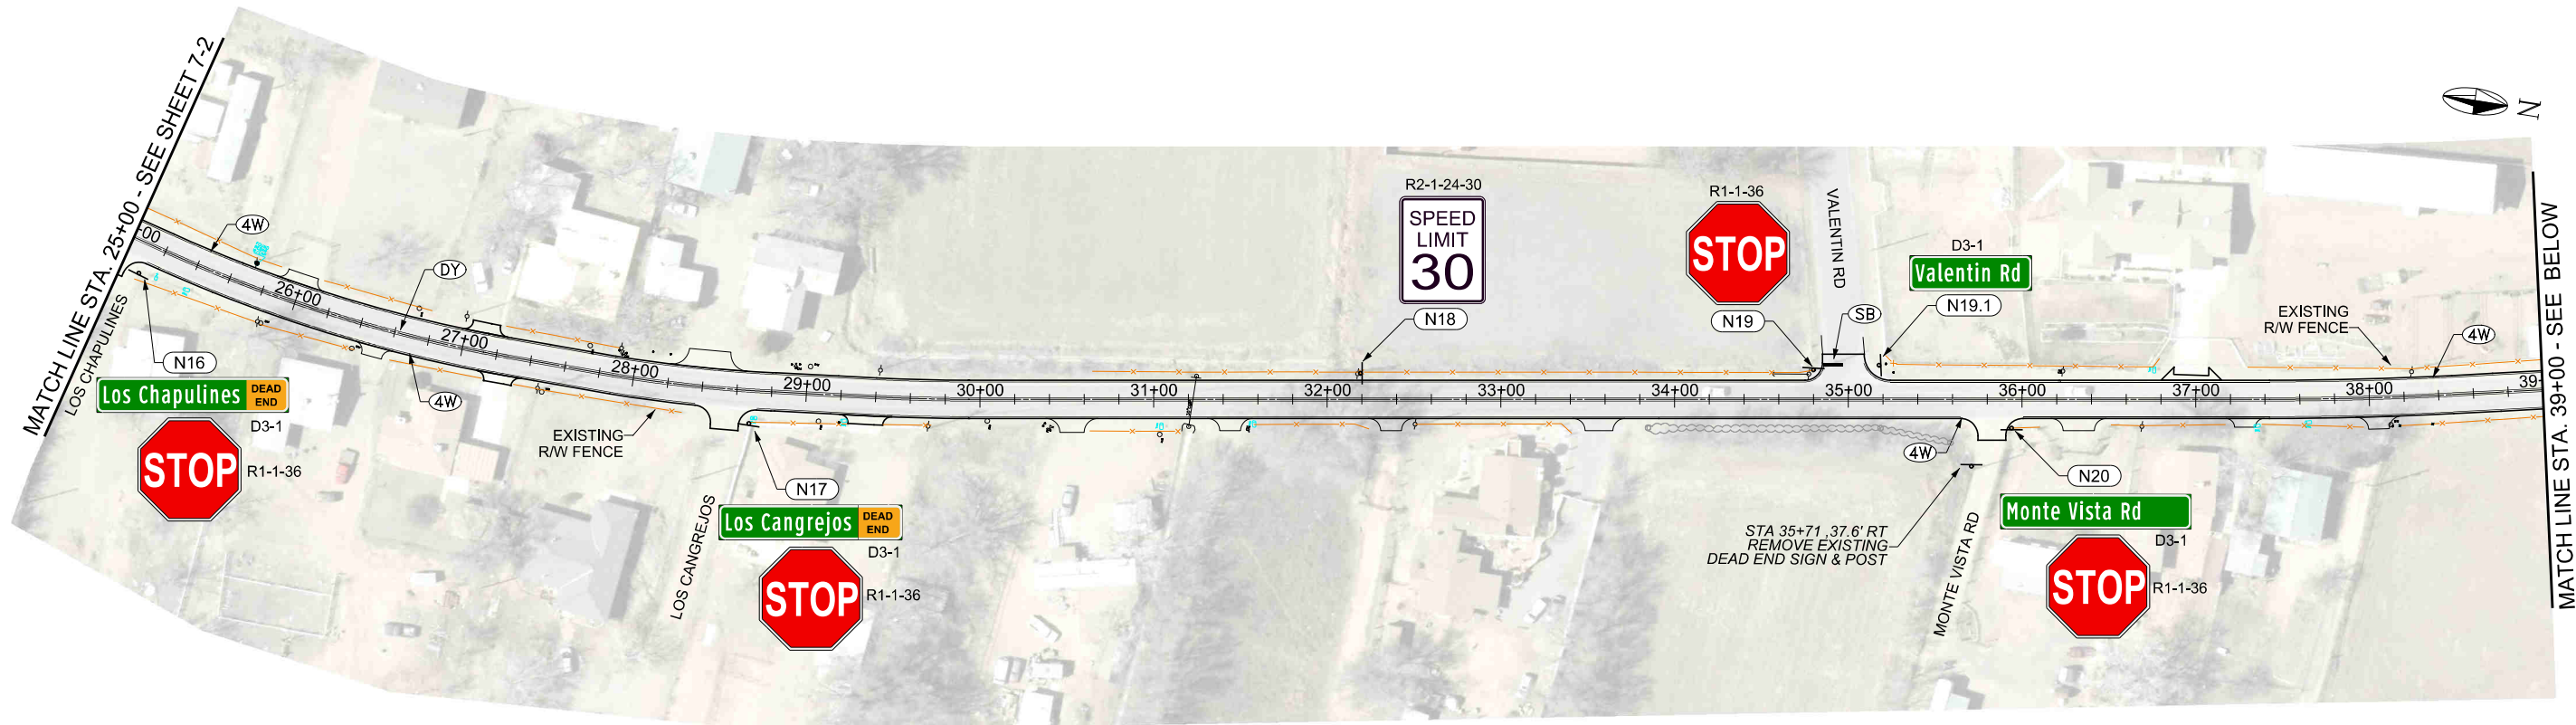 MATCH LINE STA. 25+00 - SEE SHEET 7-2
4W
DY
26+00
27+00
28+00
29+00
30+00
31+00
32+00
33+00
34+00
35+00
36+00
37+00
38+00
LOS CHAPULINES
N16
Los Chapulines
DEAD
END
D3-1
STOP
R1-1-36
4W
EXISTING
R/W FENCE
LOS CANGREJOS
N17
Los Cangrejos
DEAD
END
D3-1
STOP
R1-1-36
R2-1-24-30
SPEED
LIMIT
30
N18
R1-1-36
STOP
N19
VALENTIN RD
SB
D3-1
Valentin Rd
N19.1
EXISTING
R/W FENCE
4W
4W
STA 35+71 ,37.6' RT
REMOVE EXISTING
DEAD END SIGN & POST
MONTE VISTA RD
N20
Monte Vista Rd
D3-1
STOP
R1-1-36
N
MATCH LINE STA. 39+00 - SEE BELOW